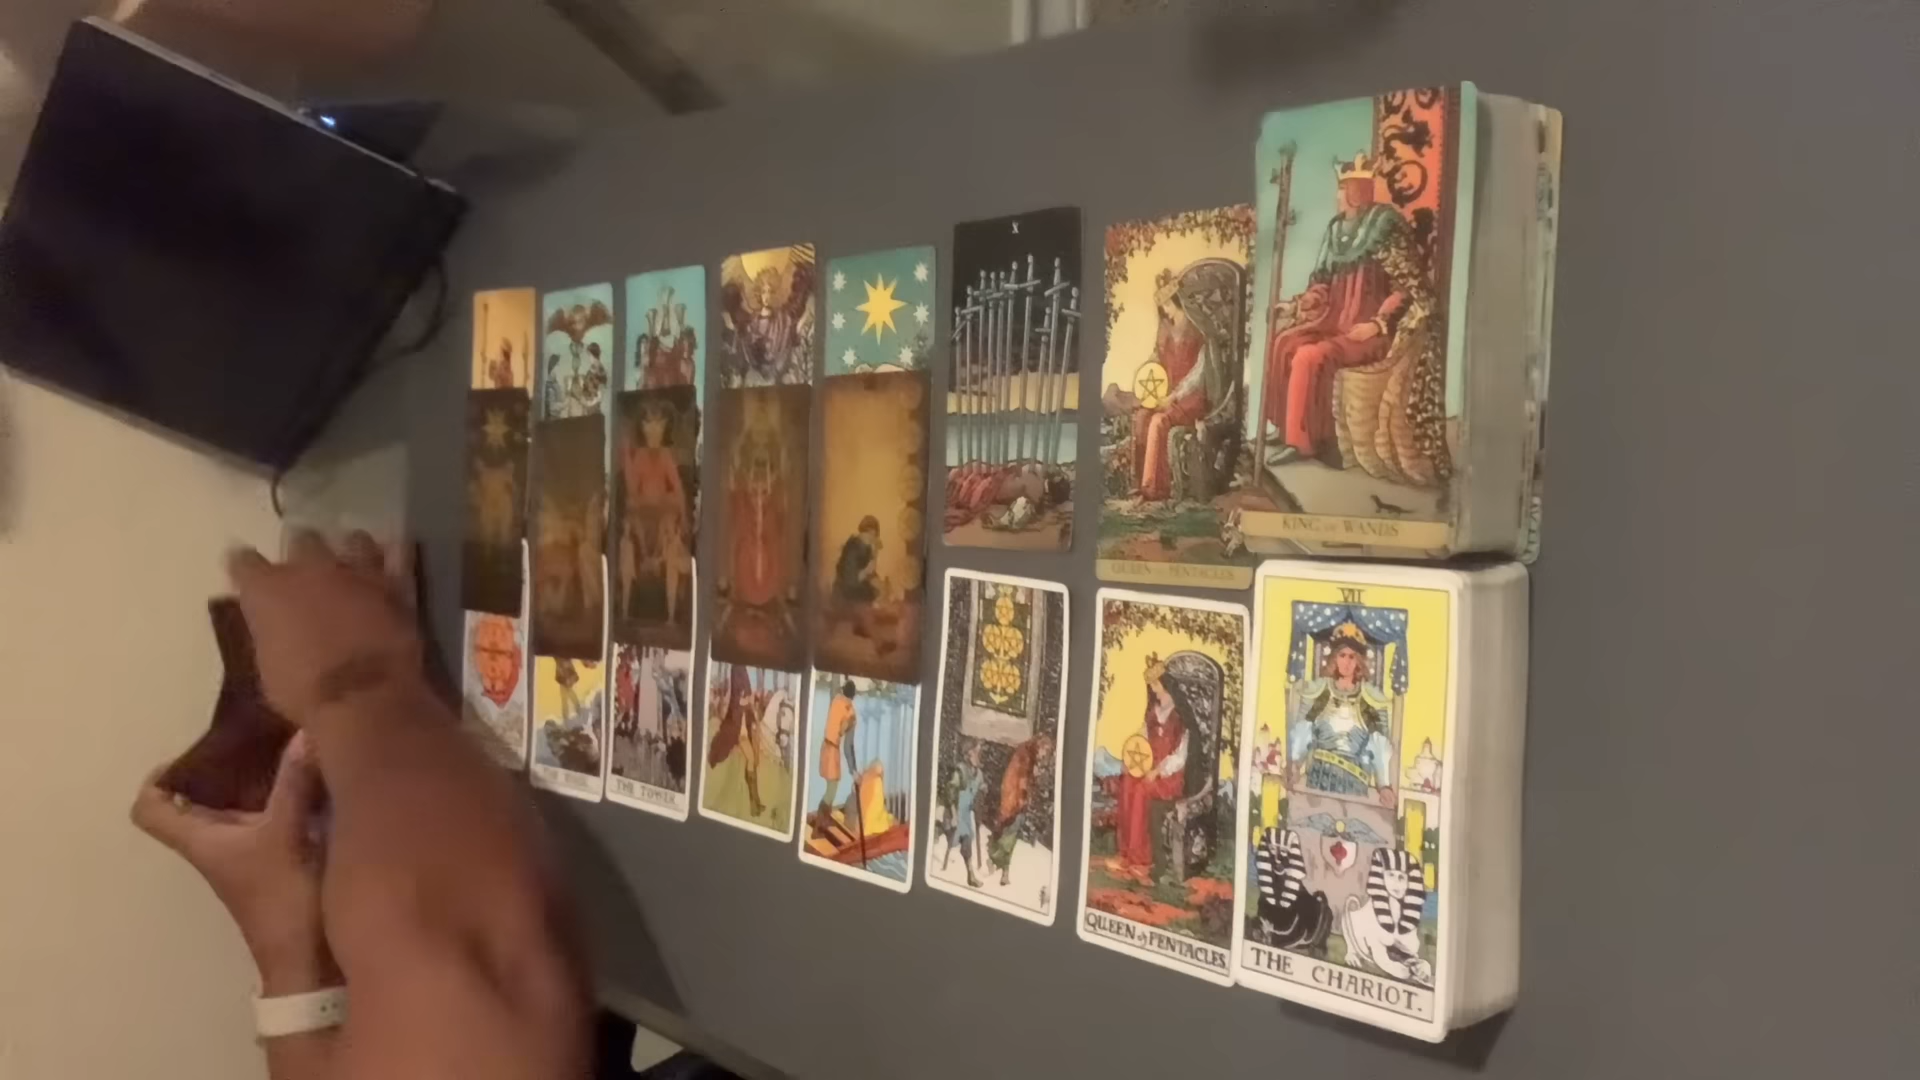 X
QUEEN OF PENTACLES
KING OF WANDS
THE TOWER.
QUEEN of PENTACLES
VII
THE CHARIOT.